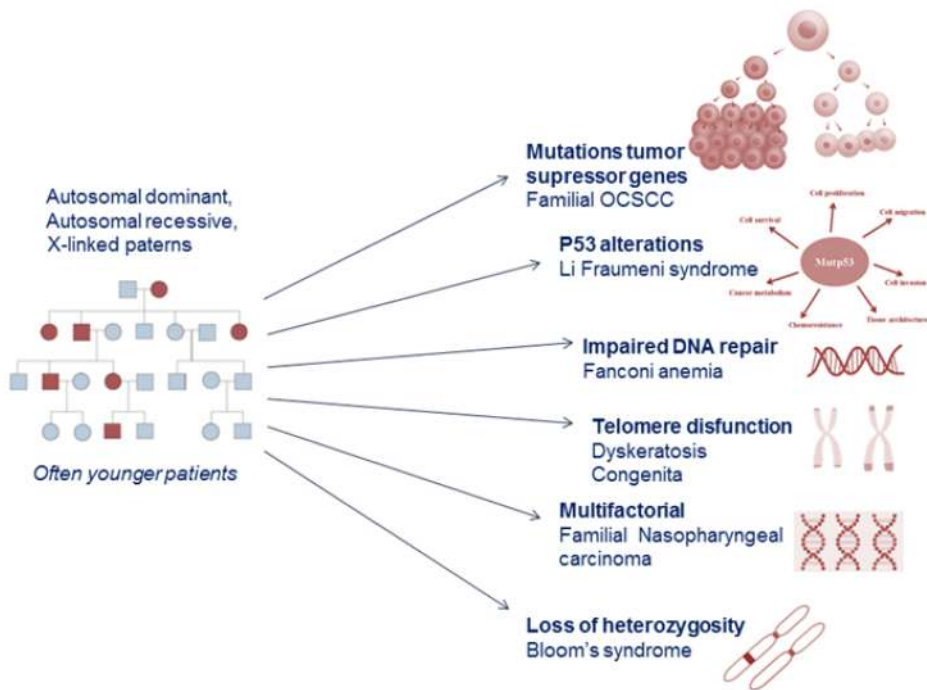 Autosomal dominant,
Autosomal recessive,
X-linked paterns
Often younger patients
Mutations tumor
supressor genes
Familial OCSCC
P53 alterations
Li Fraumeni syndrome
Impaired DNA repair
Fanconi anemia
Telomere disfunction
Dyskeratosis
Congenita
Multifactorial
Familial Nasopharyngeal
carcinoma
Loss of heterozygosity
Bloom's syndrome
Cell proliferation
Cell survival
Cell migration
Mutp53
Cancer metabolism
Cell invasion
Chemoresistance
Tissue architecture